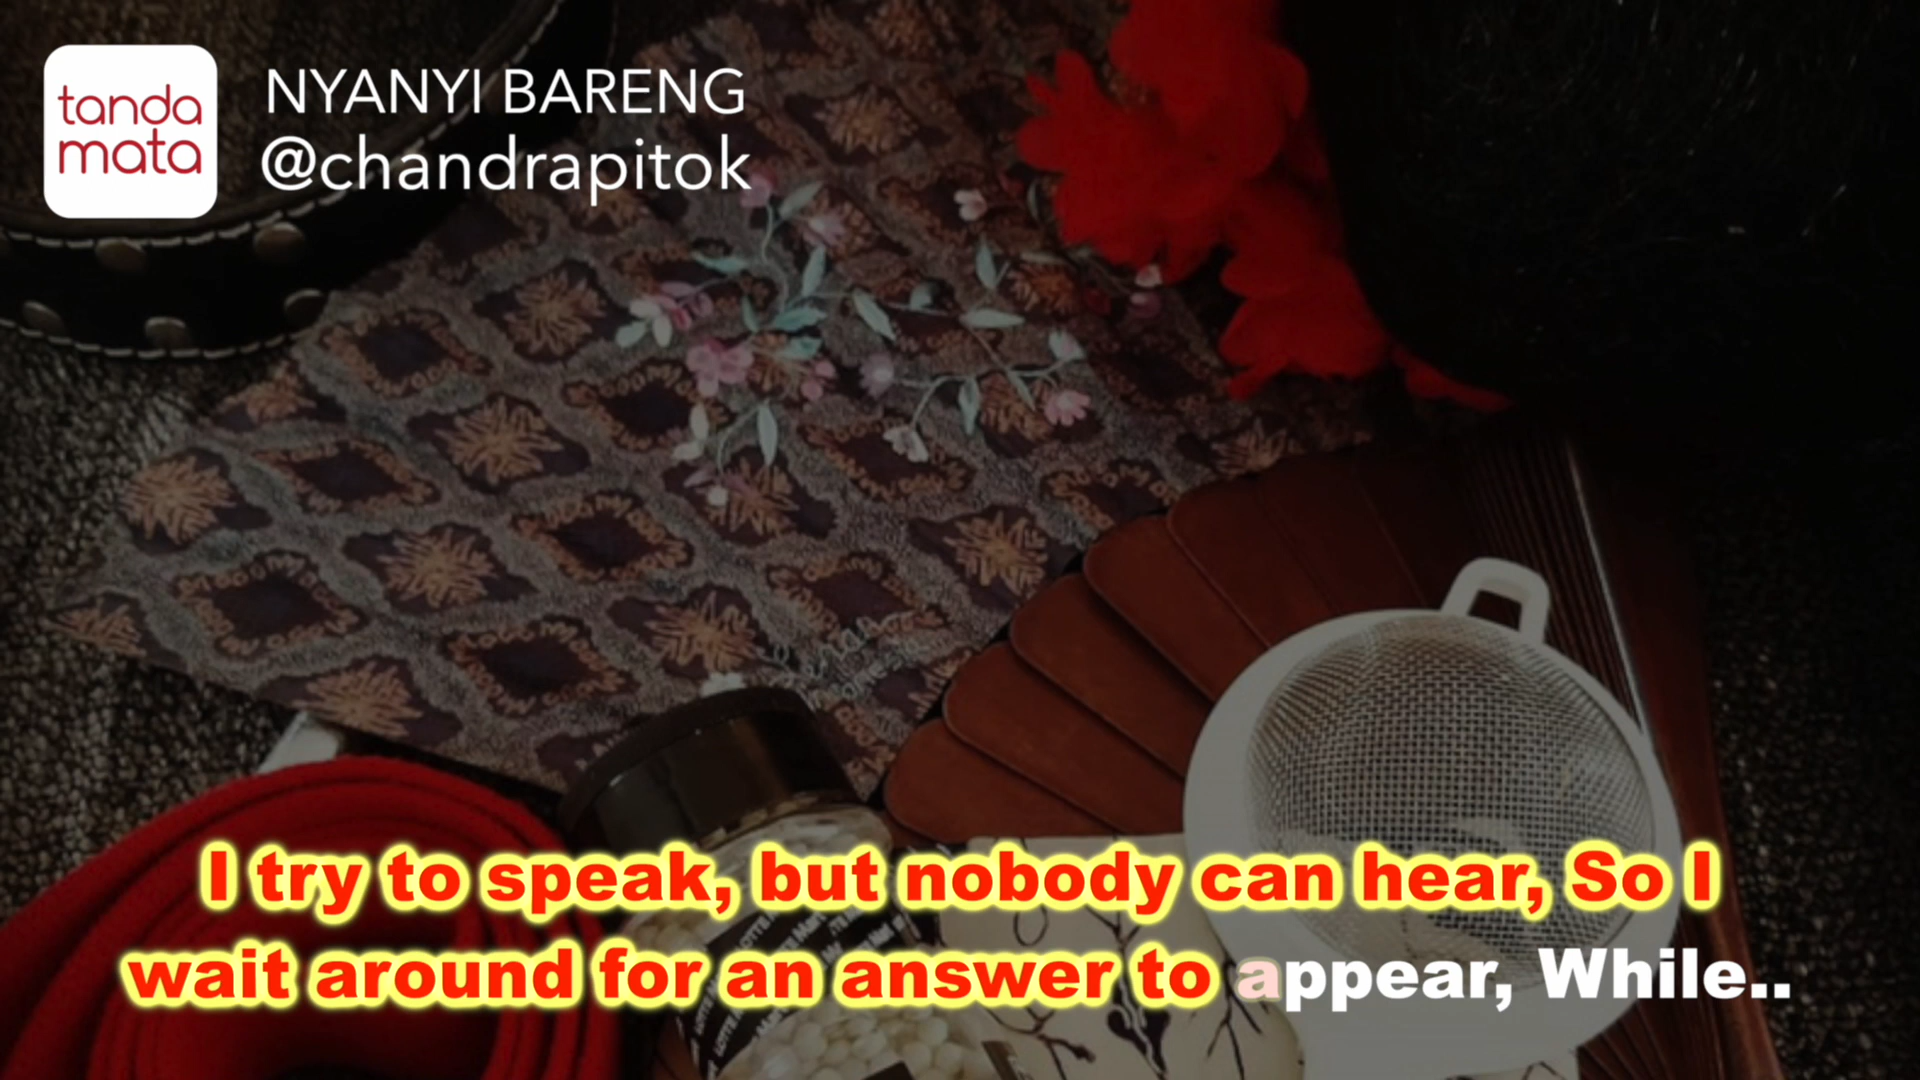 tanda
mata
NYANYI BARENG
@chandrapitok
I try to speak, but nobody can hear, So I
wait around for an answer to appear, While..